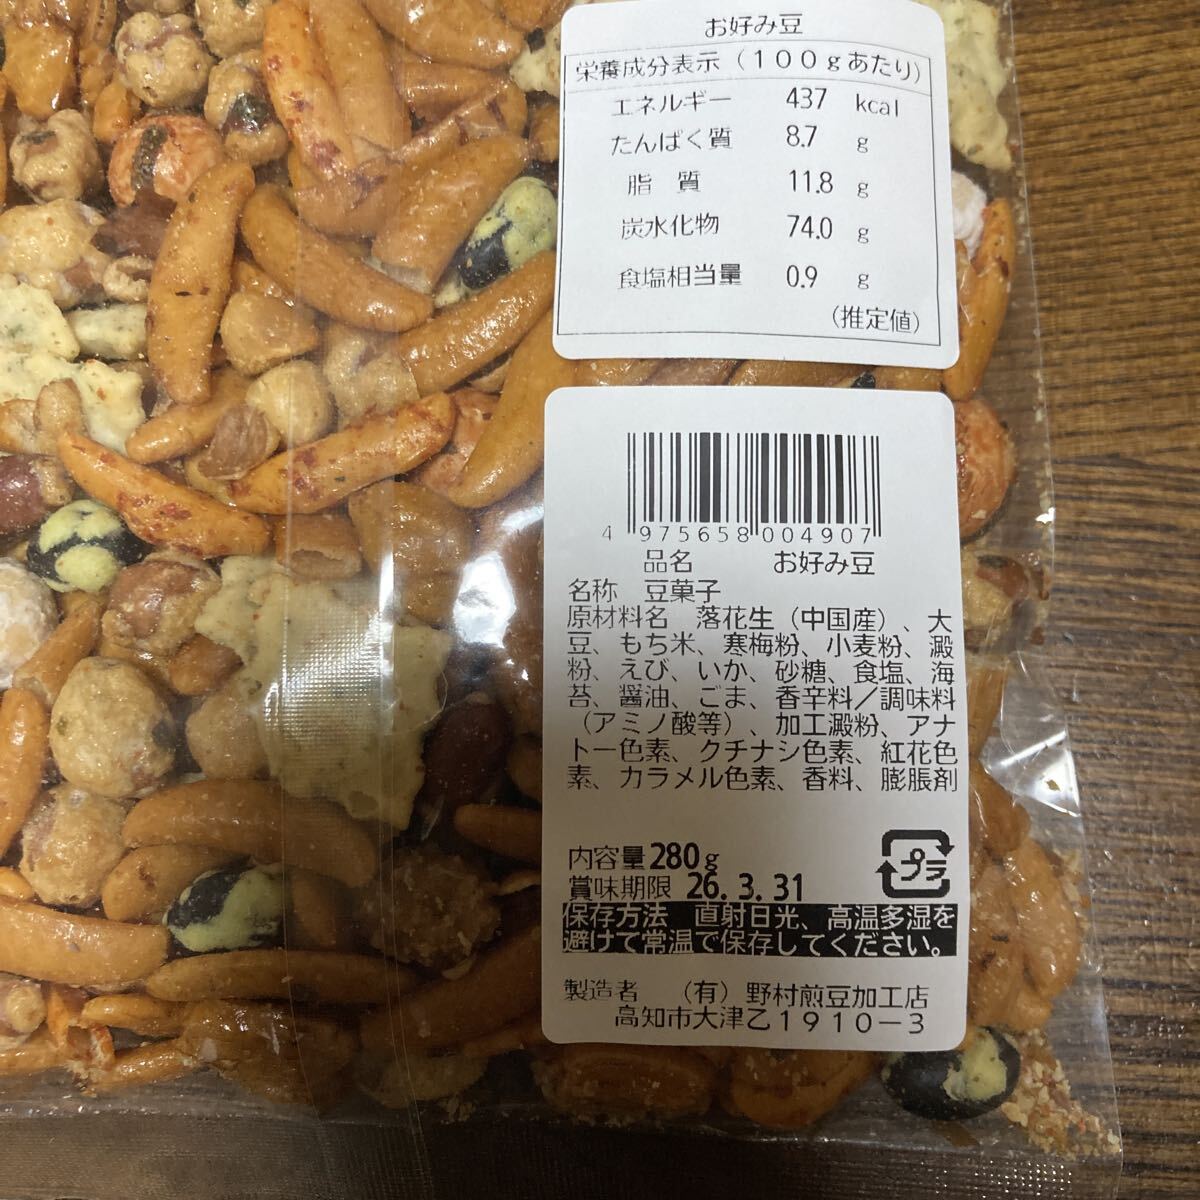 お好み豆
栄養成分表示（100gあたり）
エネルギー 437 kcal
たんぱく質 8.7 g
脂 質 11.8 g
炭水化物 74.0 g
食塩相当量 0.9 g
（推定値）
4 975658 004907
品名 お好み豆
名称 豆菓子
原材料名 落花生（中国産）、大
豆、もち米、寒梅粉、小麦粉、澱
粉、えび、いか、砂糖、食塩、海
苔、醤油、ごま、香辛料／調味料
（アミノ酸等）、加工澱粉、アナ
トー色素、クチナシ色素、紅花色
素、カラメル色素、香料、膨脹剤
内容量 280g
賞味期限 26.3.31
プラ
保存方法 直射日光、高温多湿を
避けて常温で保存してください。
製造者 （有）野村煎豆加工店
高知市大津乙1910－3